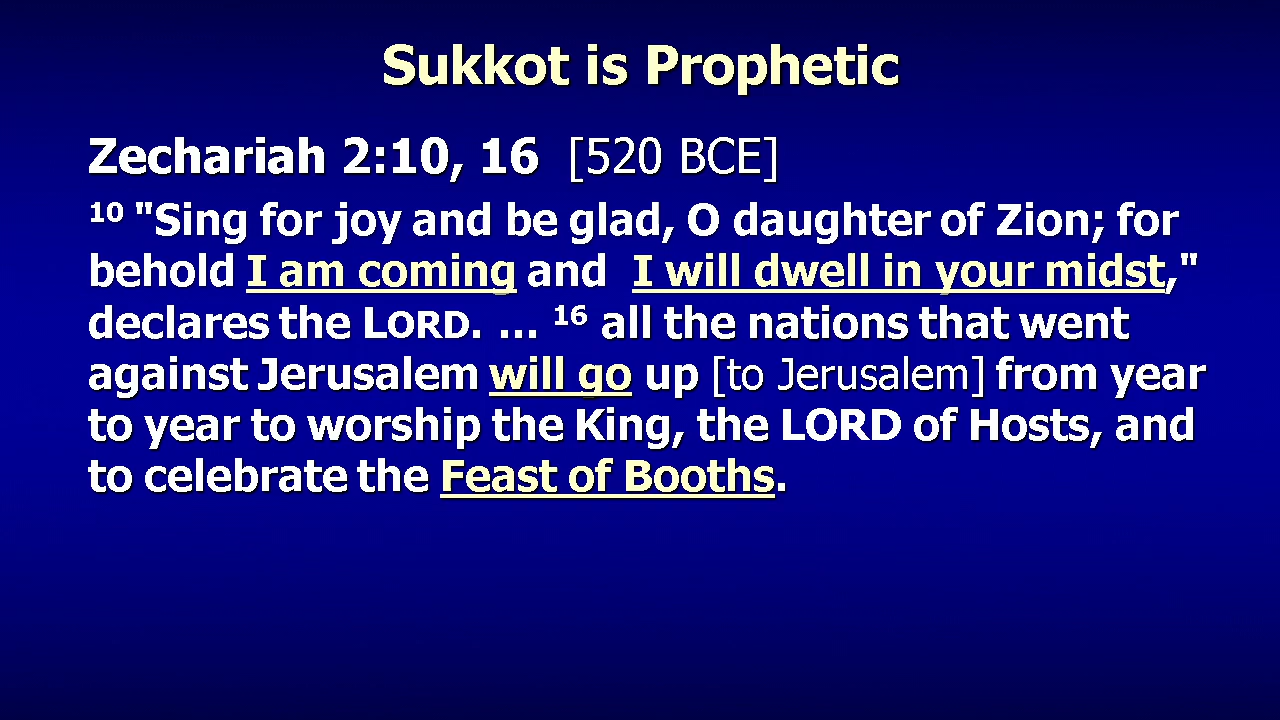 Sukkot is Prophetic
Zechariah 2:10, 16 [520 BCE]
¹⁰ "Sing for joy and be glad, O daughter of Zion; for
behold I am coming and I will dwell in your midst,"
declares the LORD. … ¹⁶ all the nations that went
against Jerusalem will go up [to Jerusalem] from year
to year to worship the King, the LORD of Hosts, and
to celebrate the Feast of Booths.